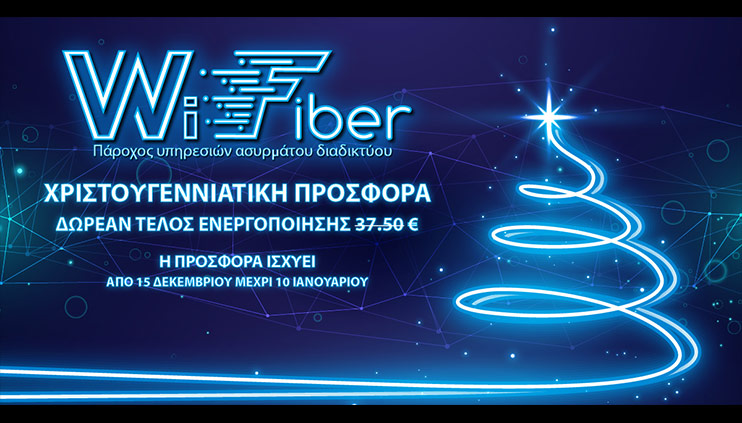 WiFiber
Πάροχος υπηρεσιών ασυρμάτου διαδικτύου
ΧΡΙΣΤΟΥΓΕΝΝΙΑΤΙΚΗ ΠΡΟΣΦΟΡΑ
ΔΩΡΕΑΝ ΤΕΛΟΣ ΕΝΕΡΓΟΠΟΙΗΣΗΣ 37.50 €
Η ΠΡΟΣΦΟΡΑ ΙΣΧΥΕΙ
ΑΠΟ 15 ΔΕΚΕΜΒΡΙΟΥ ΜΕΧΡΙ 10 ΙΑΝΟΥΑΡΙΟΥ